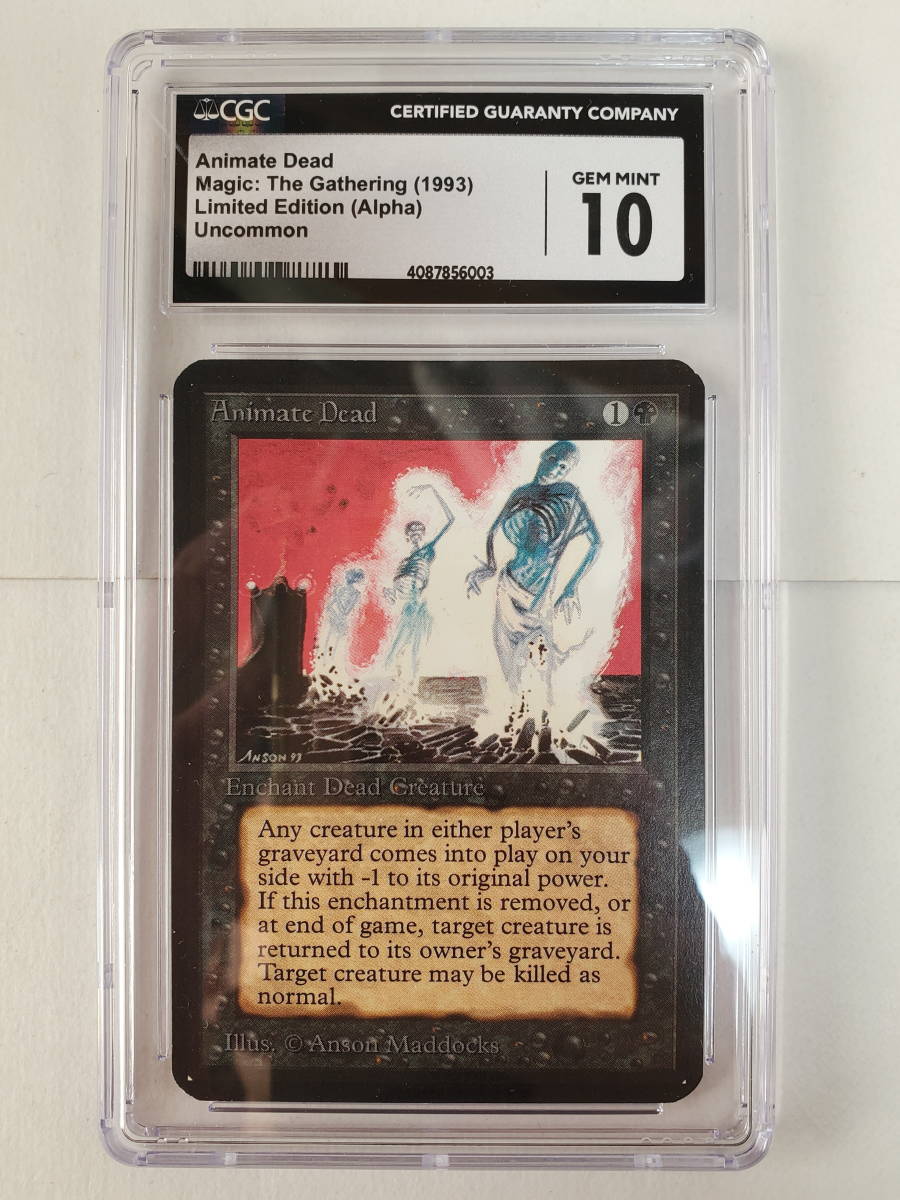 CGC CERTIFIED GUARANTY COMPANY
Animate Dead
Magic: The Gathering (1993)
Limited Edition (Alpha)
Uncommon
GEM MINT
10
4087856003
Animate Dead 1
ANSON 93
Enchant Dead Creature
Any creature in either player's
graveyard comes into play on your
side with -1 to its original power.
If this enchantment is removed, or
at end of game, target creature is
returned to its owner's graveyard.
Target creature may be killed as
normal.
Illus. © Anson Maddocks